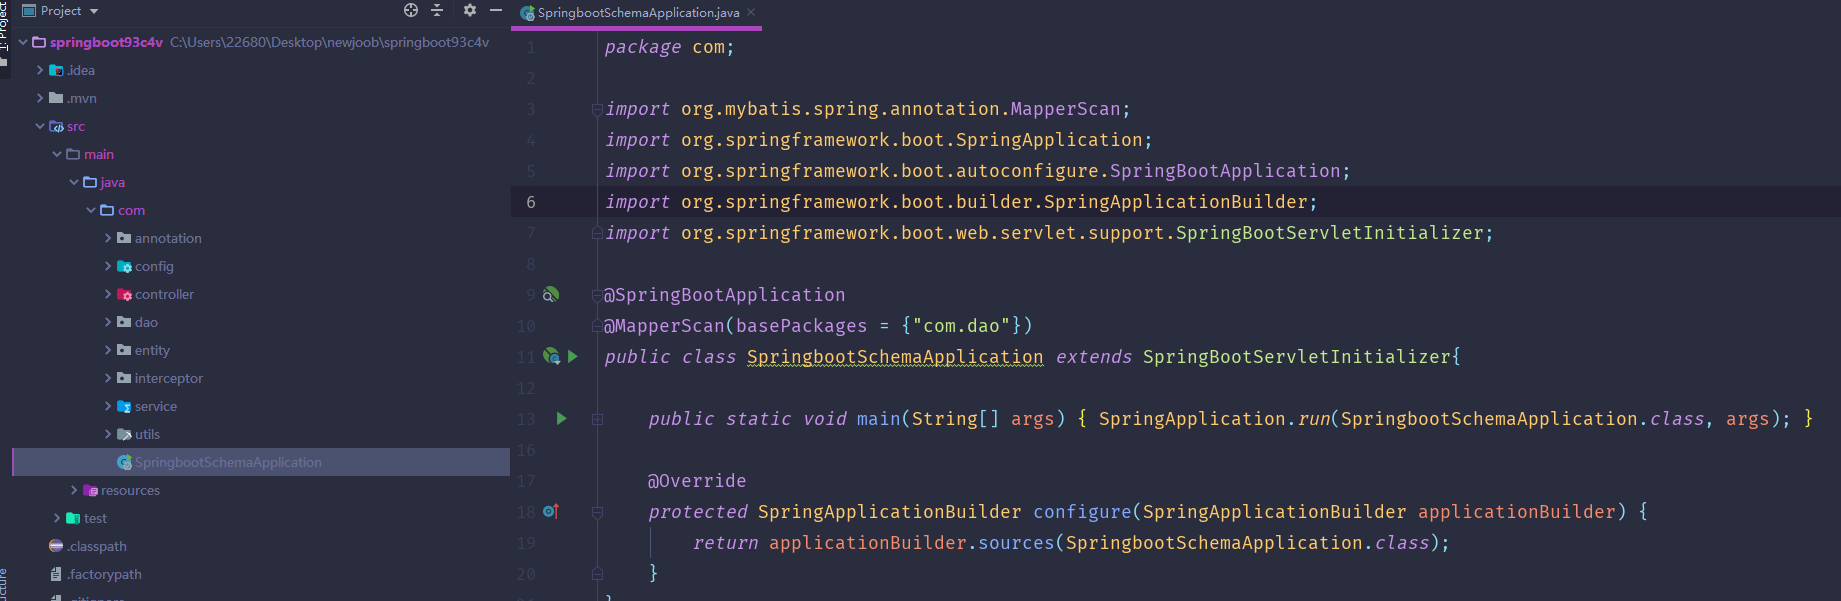 Project
1: Project
springboot93c4v C:\Users\22680\Desktop\newjoob\springboot93c4v
.idea
.mvn
src
main
java
com
annotation
config
controller
dao
entity
interceptor
service
utils
SpringbootSchemaApplication
resources
test
.classpath
.factorypath
.gitignore
SpringbootSchemaApplication.java
1 package com;
2
3 import org.mybatis.spring.annotation.MapperScan;
4 import org.springframework.boot.SpringApplication;
5 import org.springframework.boot.autoconfigure.SpringBootApplication;
6 import org.springframework.boot.builder.SpringApplicationBuilder;
7 import org.springframework.boot.web.servlet.support.SpringBootServletInitializer;
8
9 @SpringBootApplication
10 @MapperScan(basePackages = {"com.dao"})
11 public class SpringbootSchemaApplication extends SpringBootServletInitializer{
12
13 public static void main(String[] args) { SpringApplication.run(SpringbootSchemaApplication.class, args); }
16
17 @Override
18 protected SpringApplicationBuilder configure(SpringApplicationBuilder applicationBuilder) {
19 return applicationBuilder.sources(SpringbootSchemaApplication.class);
20 }